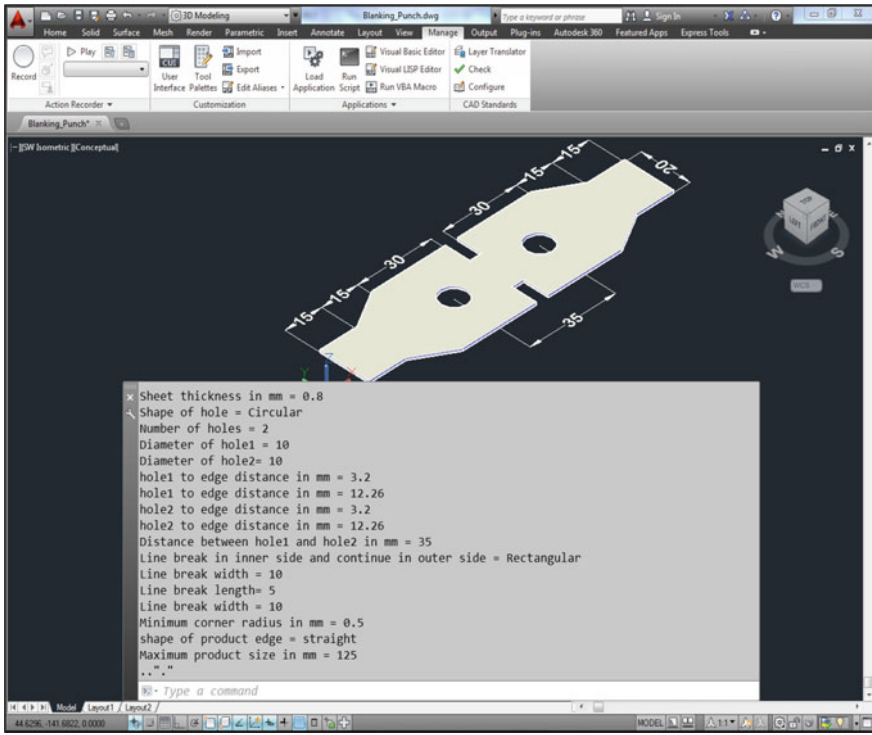 3D Modeling
Blanking_Punch.dwg
Type a keyword or phrase
Sign In
Home Solid Surface Mesh Render Parametric Insert Annotate Layout View Manage Output Plug-ins Autodesk 360 Featured Apps Express Tools
Record
Play
Action Recorder
CUI
User Interface
Tool Palettes
Import
Export
Edit Aliases
Customization
Load Application
Run Script
Visual Basic Editor
Visual LISP Editor
Run VBA Macro
Applications
Layer Translator
Check
Configure
CAD Standards
Blanking_Punch*
[-][SW Isometric][Conceptual]
15
15
20
30
30
15
15
35
TOP
LEFT
FRONT
N
E
W
S
WCS
Z
Y
X
Sheet thickness in mm = 0.8
Shape of hole = Circular
Number of holes = 2
Diameter of hole1 = 10
Diameter of hole2= 10
hole1 to edge distance in mm = 3.2
hole1 to edge distance in mm = 12.26
hole2 to edge distance in mm = 3.2
hole2 to edge distance in mm = 12.26
Distance between hole1 and hole2 in mm = 35
Line break in inner side and continue in outer side = Rectangular
Line break width = 10
Line break length= 5
Line break width = 10
Minimum corner radius in mm = 0.5
shape of product edge = straight
Maximum product size in mm = 125
.."."
Type a command
Model Layout1 Layout2
44.6296, -141.6822, 0.0000
MODEL
1:1